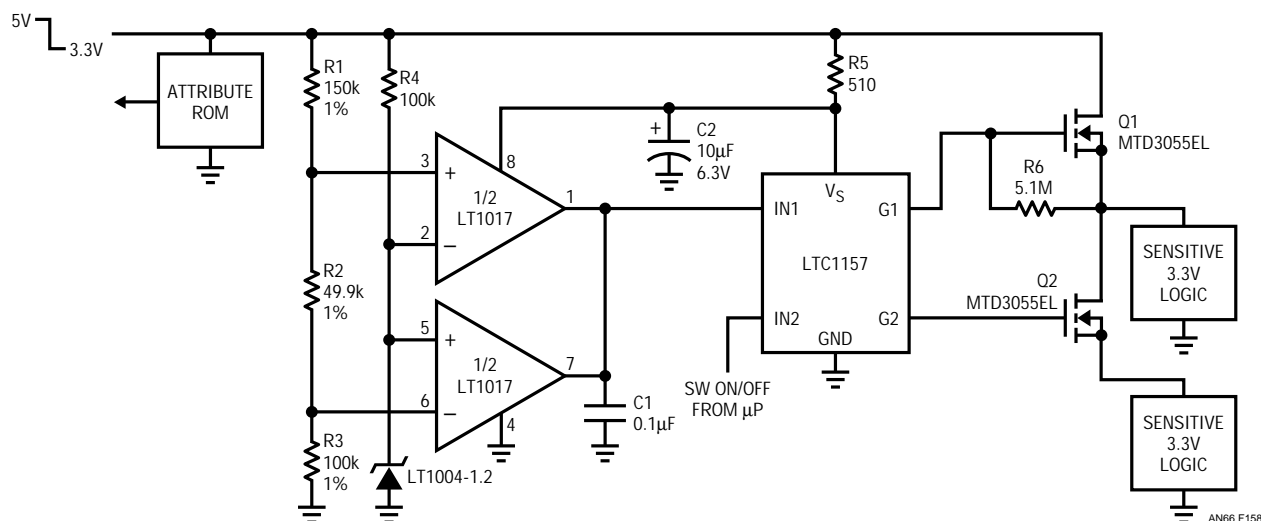 5V
3.3V
ATTRIBUTE
ROM
R1
150k
1%
R4
100k
R2
49.9k
1%
R3
100k
1%
LT1004-1.2
3
+
2
−
8
1/2
LT1017
1
5
+
6
−
4
1/2
LT1017
7
C1
0.1µF
+
C2
10µF
6.3V
R5
510
VS
IN1
G1
LTC1157
IN2
G2
GND
SW ON/OFF
FROM µP
Q1
MTD3055EL
R6
5.1M
Q2
MTD3055EL
SENSITIVE
3.3V
LOGIC
SENSITIVE
3.3V
LOGIC
AN66 F158